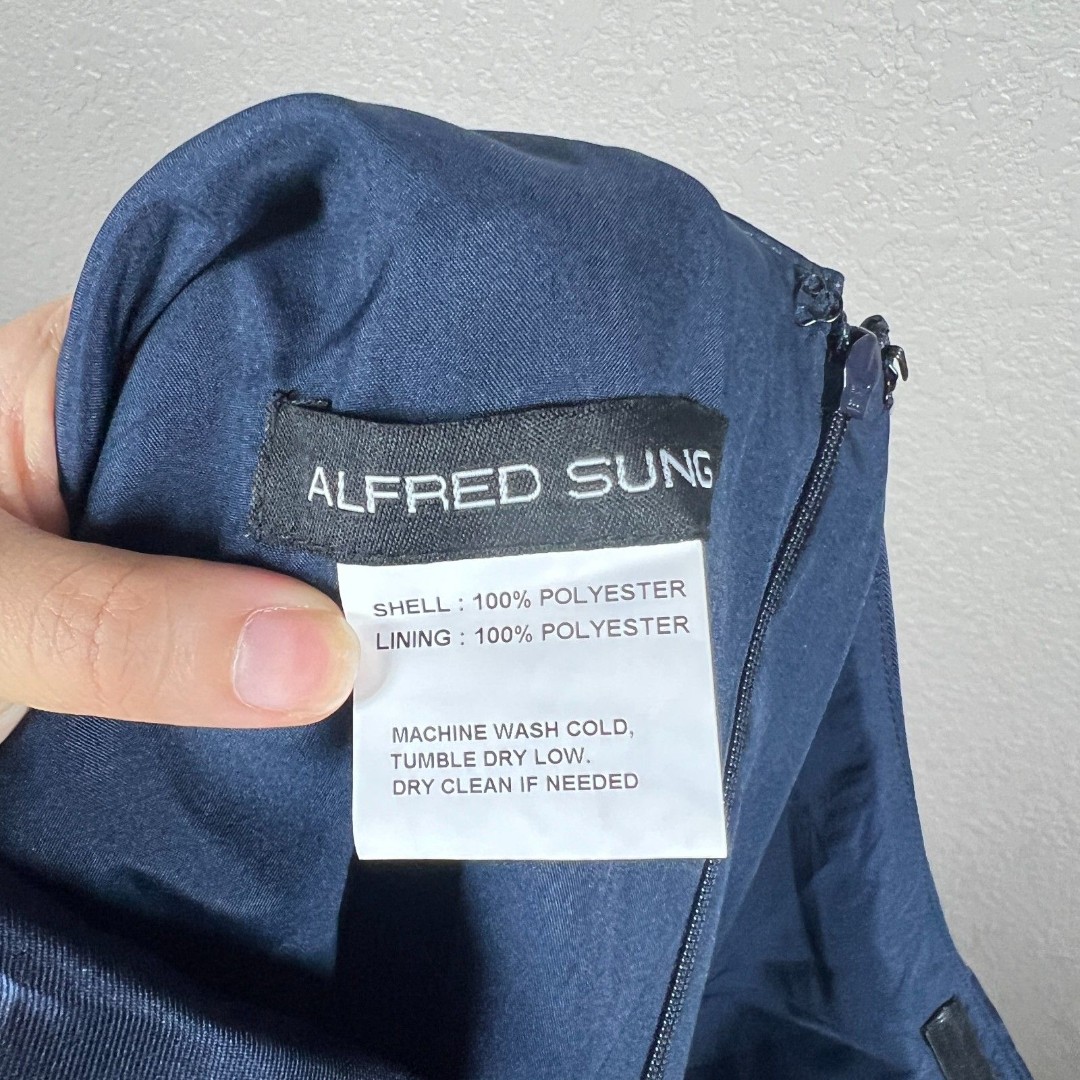 ALFRED SUNG
SHELL : 100% POLYESTER
LINING : 100% POLYESTER
MACHINE WASH COLD,
TUMBLE DRY LOW.
DRY CLEAN IF NEEDED